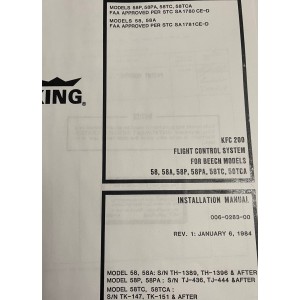 MODELS 58P, 58PA, 58TC, 58TCA
FAA APPROVED PER STC SA1780CE-D
MODELS 58, 58A
FAA APPROVED PER STC SA1781CE-D
KING®
KFC 200
FLIGHT CONTROL SYSTEM
FOR BEECH MODELS
58, 58A, 58P, 58PA, 58TC, 58TCA
INSTALLATION MANUAL
006-0283-00
REV. 1: JANUARY 6, 1984
MODEL 58, 58A: S/N TH-1389, TH-1396 & AFTER
MODEL 58P, 58PA: S/N TJ-436, TJ-444 & AFTER
MODEL 58TC, 58TCA:
S/N TK-147, TK-151 & AFTER